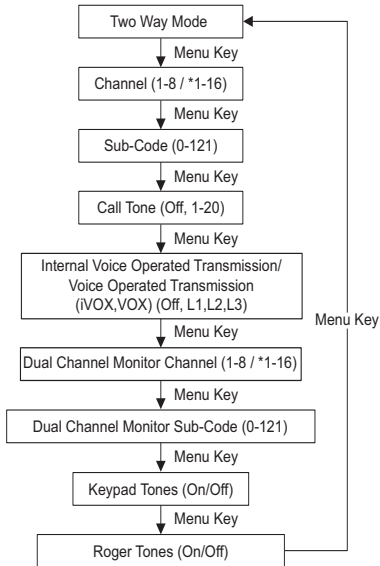 Two Way Mode
Menu Key
Channel (1-8 / *1-16)
Menu Key
Sub-Code (0-121)
Menu Key
Call Tone (Off, 1-20)
Menu Key
Internal Voice Operated Transmission/
Voice Operated Transmission
(iVOX,VOX) (Off, L1,L2,L3)
Menu Key
Menu Key
Dual Channel Monitor Channel (1-8 / *1-16)
Menu Key
Dual Channel Monitor Sub-Code (0-121)
Menu Key
Keypad Tones (On/Off)
Menu Key
Roger Tones (On/Off)